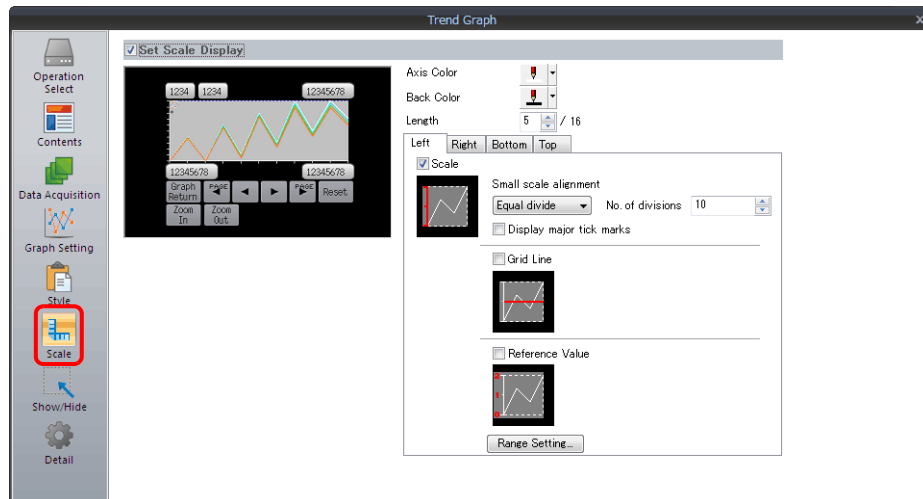 Trend Graph
x
Operation
Select
Contents
Data Acquisition
Graph Setting
Style
Scale
Show/Hide
Detail
Set Scale Display
1234 1234 12345678
12345678 12345678
Graph
Return
PAGE
PAGE
Reset
Zoom
In
Zoom
Out
Axis Color
Back Color
Length 5 / 16
Left Right Bottom Top
Scale
Small scale alignment
Equal divide No. of divisions 10
Display major tick marks
Grid Line
Reference Value
Range Setting...